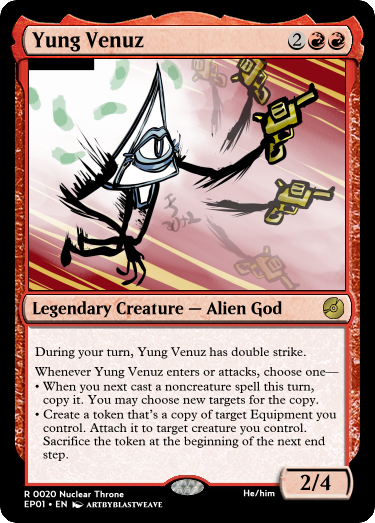 Yung Venuz 2
Legendary Creature — Alien God
During your turn, Yung Venuz has double strike.
Whenever Yung Venuz enters or attacks, choose one—
• When you next cast a noncreature spell this turn,
copy it. You may choose new targets for the copy.
• Create a token that's a copy of target Equipment you
control. Attach it to target creature you control.
Sacrifice the token at the beginning of the next end
step.
2/4
R 0020 Nuclear Throne
He/him
EP01 • EN ARTBYBLASTWEAVE